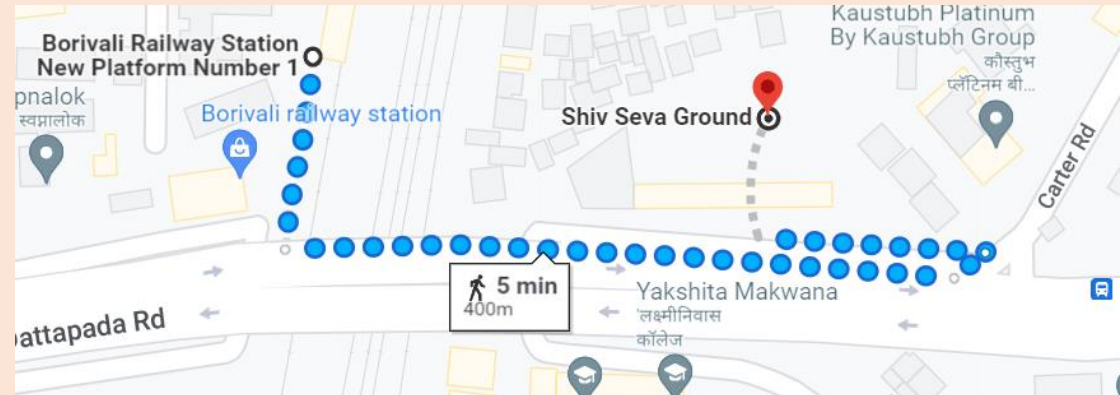 Borivali Railway Station
New Platform Number 1
pnalok
स्वप्नालोक
Borivali railway station
Shiv Seva Ground
Kaustubh Platinum
By Kaustubh Group
कौस्तुभ
प्लॅटिनम बी...
Carter Rd
5 min
400m
Yakshita Makwana
'लक्ष्मीनिवास
कॉलेज
attapada Rd